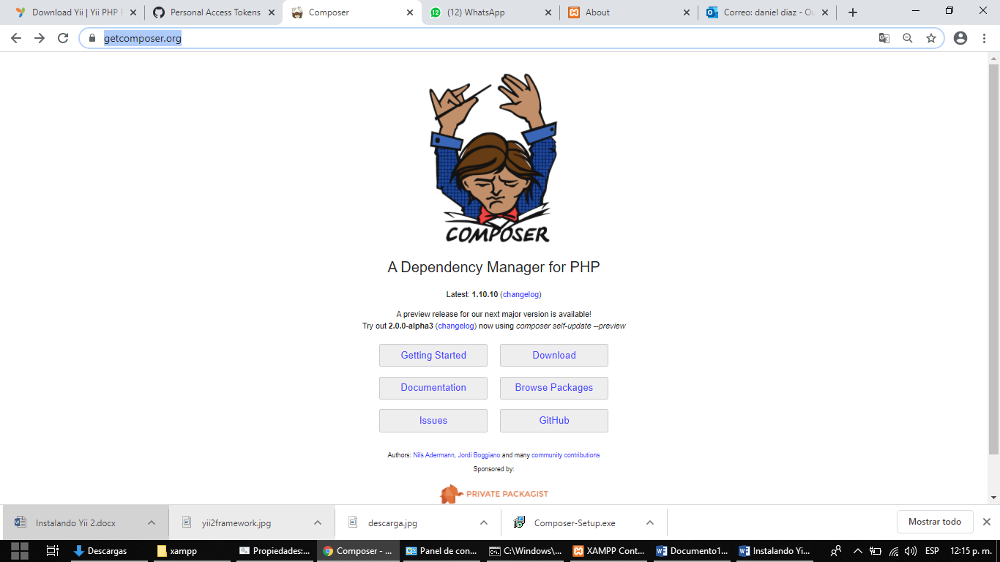 Download Yii | Yii PHP F
Personal Access Tokens
Composer
(12) WhatsApp
About
Correo: daniel diaz - Ou
getcomposer.org
COMPOSER
A Dependency Manager for PHP
Latest: 1.10.10 (changelog)
A preview release for our next major version is available!
Try out 2.0.0-alpha3 (changelog) now using composer self-update --preview
Getting Started
Download
Documentation
Browse Packages
Issues
GitHub
Authors: Nils Adermann, Jordi Boggiano and many community contributions
Sponsored by:
PRIVATE PACKAGIST
Instalando Yii 2.docx
yii2framework.jpg
descarga.jpg
Composer-Setup.exe
Mostrar todo
Descargas
xampp
Propiedades:...
Composer - ...
Panel de con...
C:\Windows\...
XAMPP Cont...
Documento1...
Instalando Yi...
ESP
12:15 p. m.